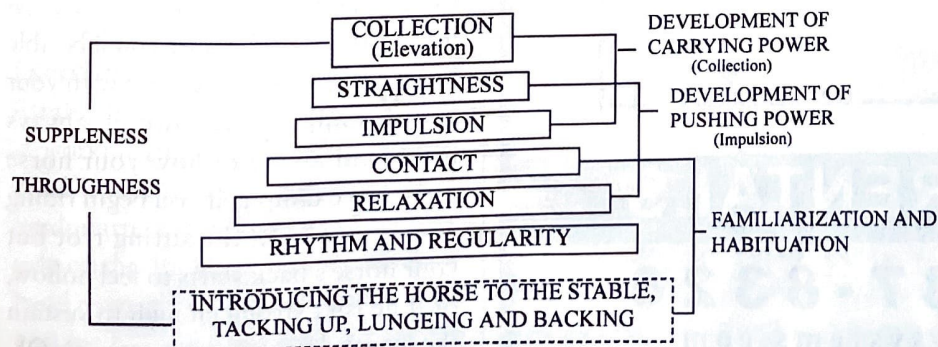 COLLECTION
(Elevation)
STRAIGHTNESS
IMPULSION
CONTACT
RELAXATION
RHYTHM AND REGULARITY
INTRODUCING THE HORSE TO THE STABLE,
TACKING UP, LUNGEING AND BACKING
SUPPLENESS
THROUGHNESS
DEVELOPMENT OF
CARRYING POWER
(Collection)
DEVELOPMENT OF
PUSHING POWER
(Impulsion)
FAMILIARIZATION AND
HABITUATION